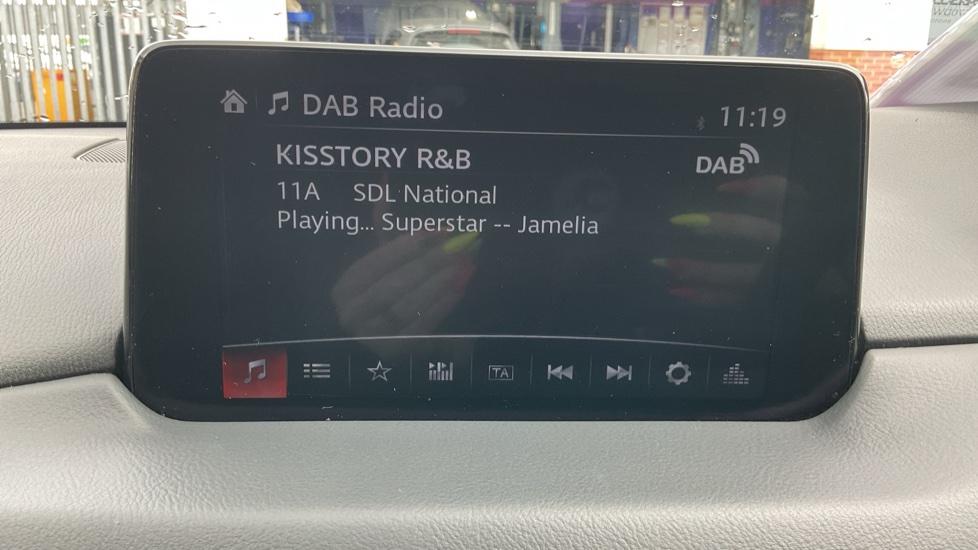 DAB Radio
11:19
KISSTORY R&B
DAB
11A SDL National
Playing... Superstar -- Jamelia
TA